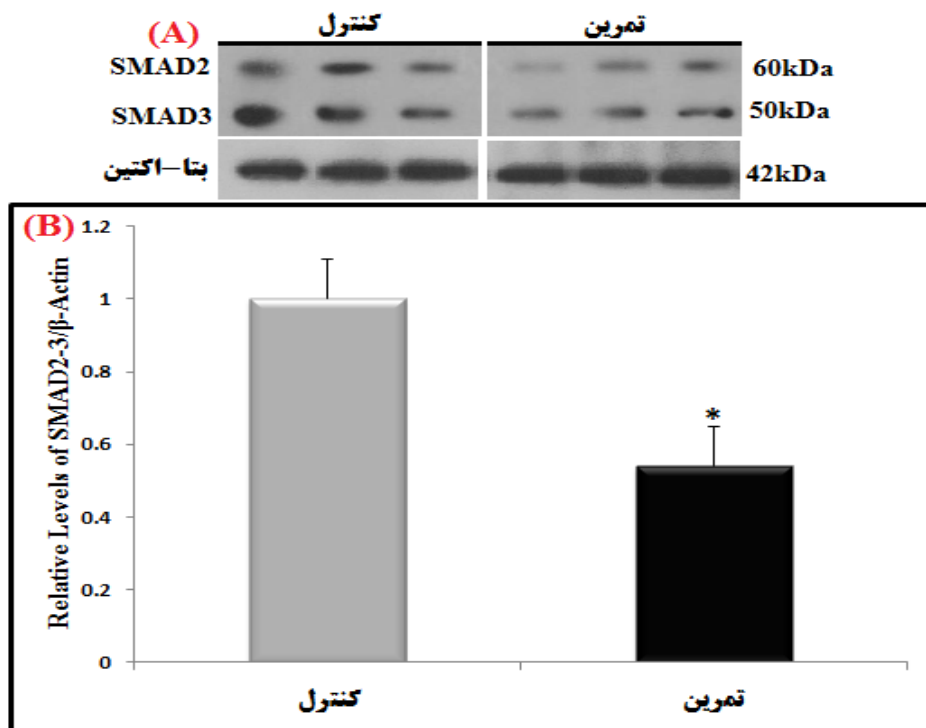 (A) کنترل تمرین
SMAD2 60kDa
SMAD3 50kDa
بتا–اکتین 42kDa
(B)
Relative Levels of SMAD2-3/β-Actin
1.2
1
0.8
0.6
0.4
0.2
0
*
کنترل تمرین